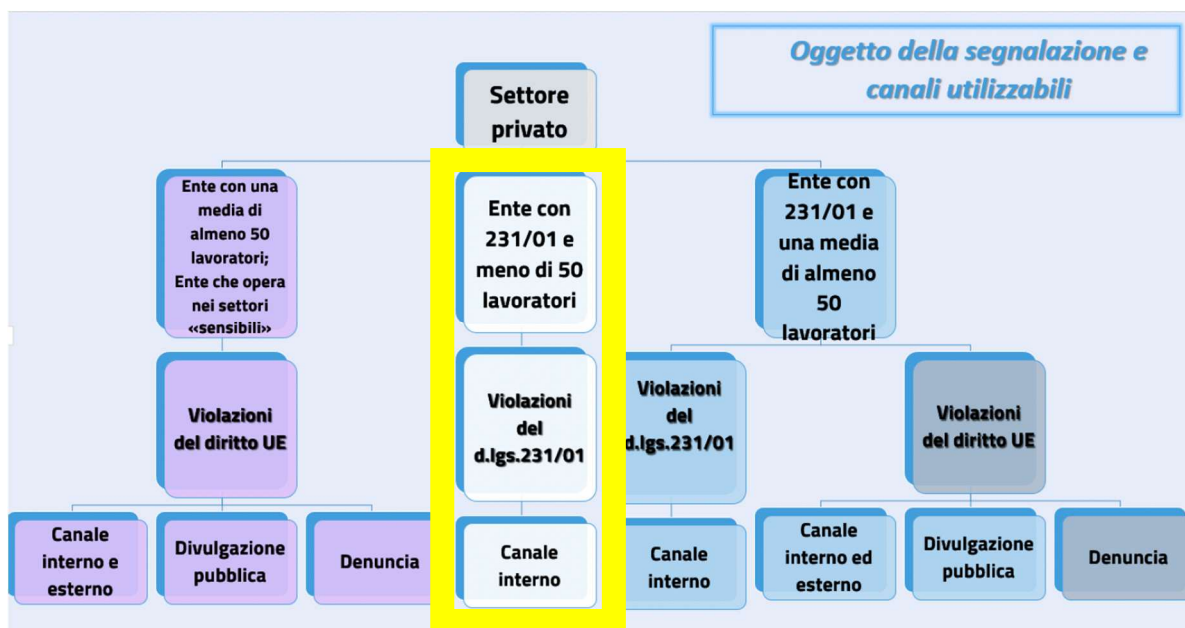 Oggetto della segnalazione e
canali utilizzabili
Settore
privato
Ente con una
media di
almeno 50
lavoratori;
Ente che opera
nei settori
«sensibili»
Ente con
231/01 e
meno di 50
lavoratori
Ente con
231/01 e
una media
di almeno
50
lavoratori
Violazioni
del diritto UE
Violazioni
del
d.lgs.231/01
Violazioni
del
d.lgs.231/01
Violazioni
del diritto UE
Canale
interno e
esterno
Divulgazione
pubblica
Denuncia
Canale
interno
Canale
interno
Canale
interno ed
esterno
Divulgazione
pubblica
Denuncia